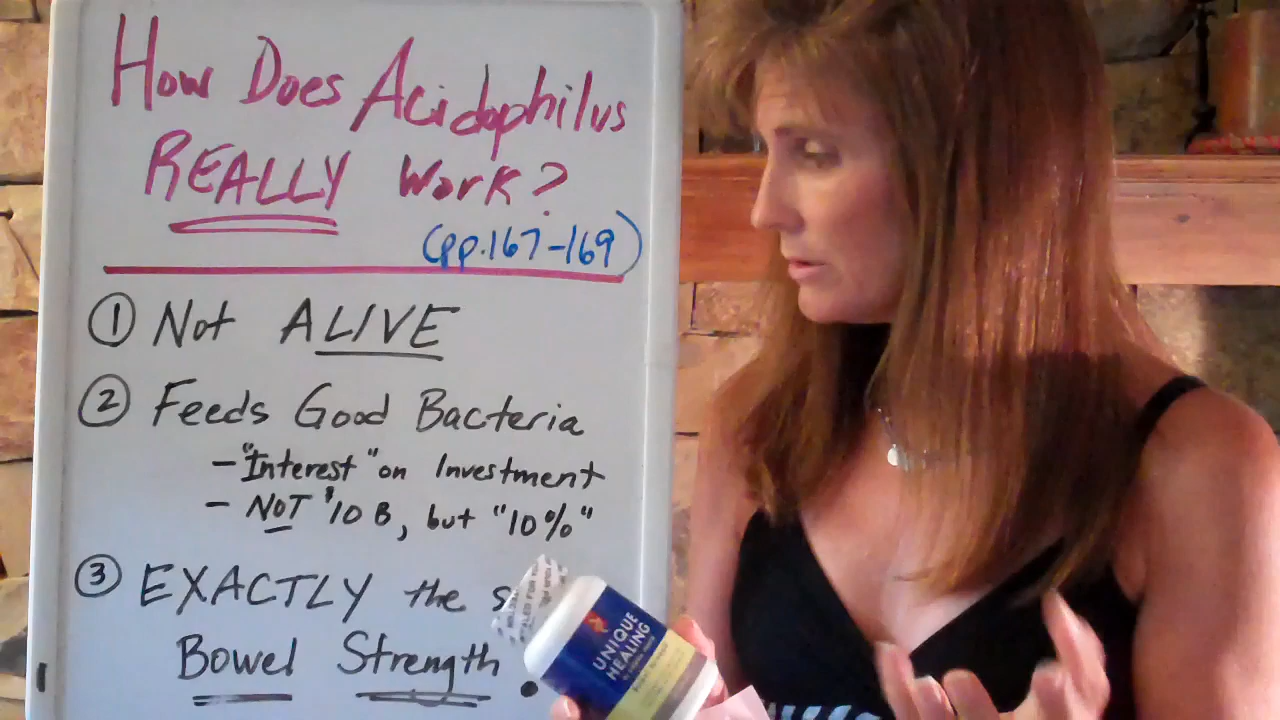 How Does Acidophilus
REALLY Work?
(pp.167-169)
① Not ALIVE
② Feeds Good Bacteria
- "Interest" on Investment
- NOT $10 B, but "10%"
③ EXACTLY the
Bowel Strength
UNIQUE
HEALING